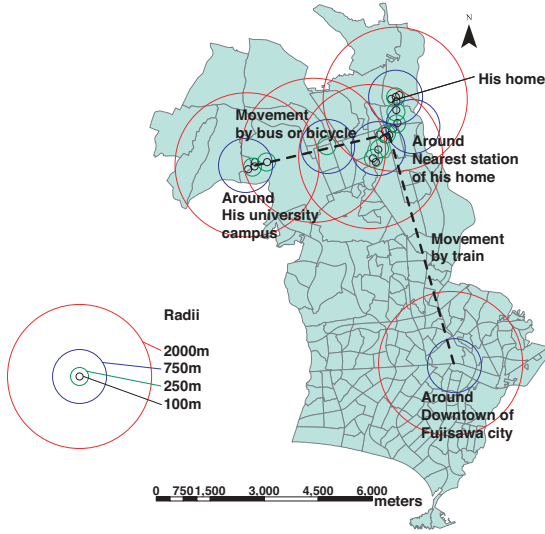 N
His home
Movement
by bus or bicycle
Around
Nearest station
of his home
Around
His university
campus
Movement
by train
Radii
2000m
750m
250m
100m
Around
Downtown of
Fujisawa city
0 750 1,500 3,000 4,500 6,000
meters